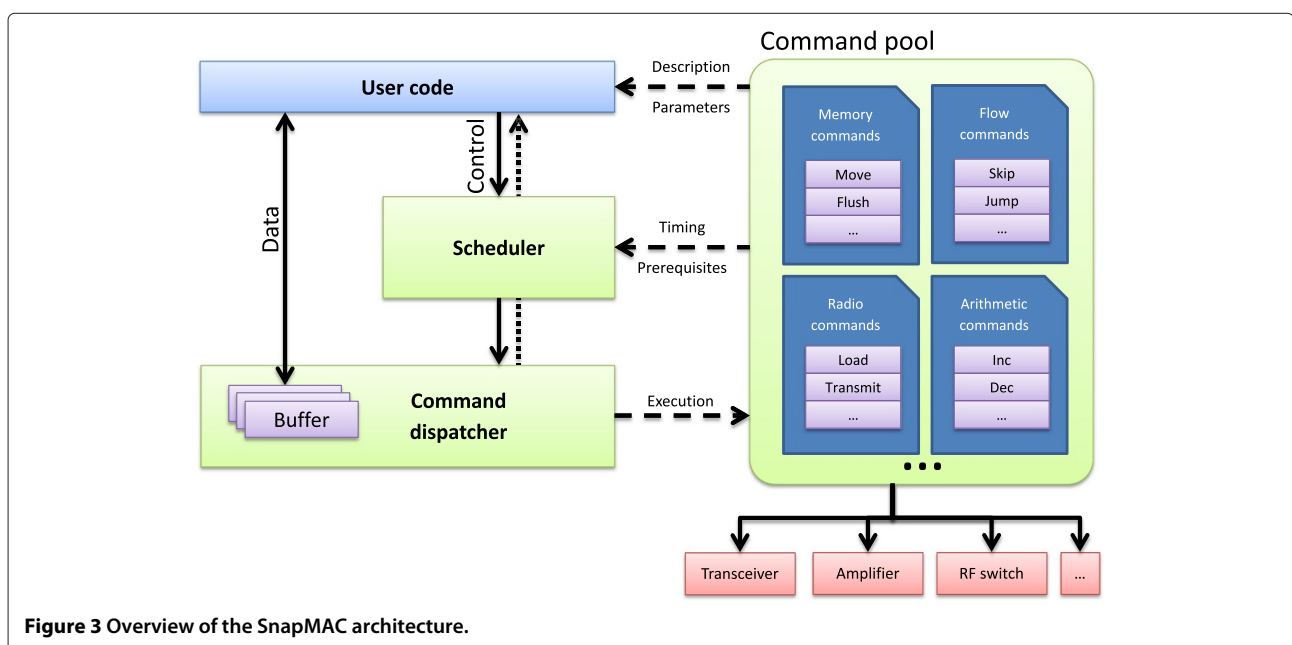 Command pool
User code
Description
Parameters
Control
Data
Scheduler
Timing
Prerequisites
Buffer
Command
dispatcher
Execution
Memory
commands
Move
Flush
...
Flow
commands
Skip
Jump
...
Radio
commands
Load
Transmit
...
Arithmetic
commands
Inc
Dec
...
...
Transceiver
Amplifier
RF switch
...
Figure 3 Overview of the SnapMAC architecture.